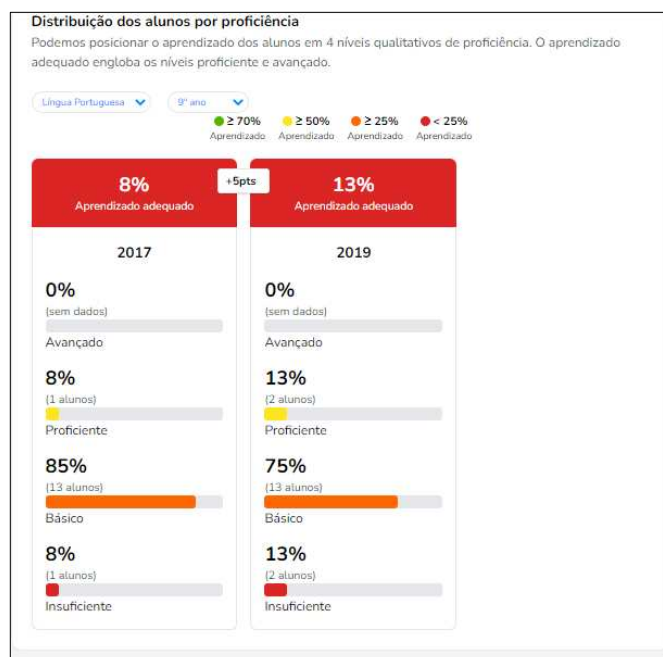 Distribuição dos alunos por proficiência
Podemos posicionar o aprendizado dos alunos em 4 níveis qualitativos de proficiência. O aprendizado
adequado engloba os níveis proficiente e avançado.
Língua Portuguesa
9º ano
≥ 70%
Aprendizado
≥ 50%
Aprendizado
≥ 25%
Aprendizado
< 25%
Aprendizado
8%
Aprendizado adequado
+5pts
13%
Aprendizado adequado
2017
0%
(sem dados)
Avançado
8%
(1 alunos)
Proficiente
85%
(13 alunos)
Básico
8%
(1 alunos)
Insuficiente
2019
0%
(sem dados)
Avançado
13%
(2 alunos)
Proficiente
75%
(13 alunos)
Básico
13%
(2 alunos)
Insuficiente